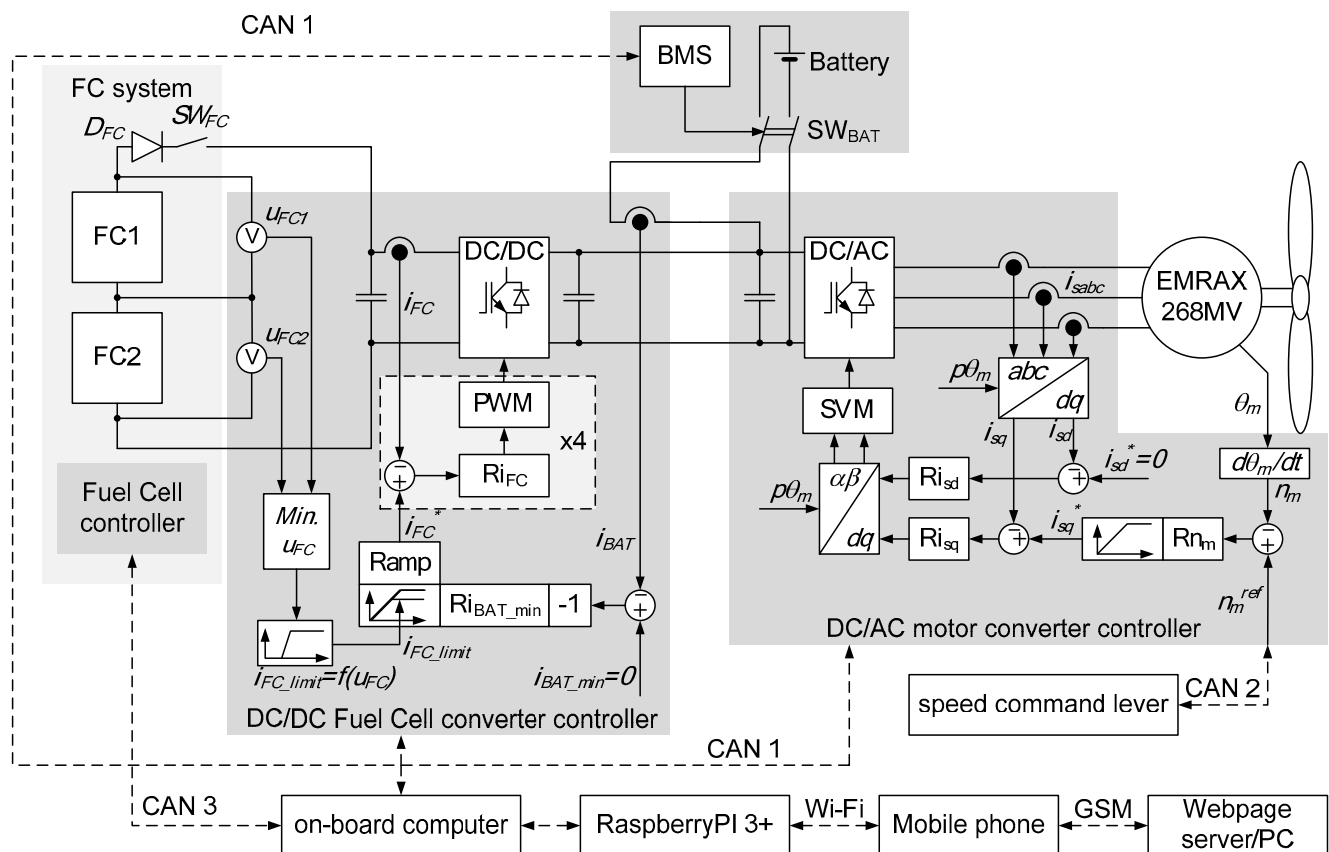 CAN 1
BMS
Battery
SW_BAT
FC system
D_FC
SW_FC
FC1
FC2
V
u_FC1
V
u_FC2
i_FC
DC/DC
DC/AC
i_sabc
EMRAX
268MV
PWM
x4
Ri_FC
SVM
pθ_m
abc
dq
i_sq
i_sd
θ_m
i_sd^*=0
dθ_m/dt
n_m
pθ_m
αβ
dq
Ri_sd
Ri_sq
i_sq^*
Rn_m
n_m^ref
Fuel Cell
controller
Min.
u_FC
i_FC^*
Ramp
Ri_BAT_min
-1
i_BAT
i_FC_limit
i_FC_limit=f(u_FC)
i_BAT_min=0
DC/DC Fuel Cell converter controller
DC/AC motor converter controller
speed command lever
CAN 2
CAN 1
CAN 3
on-board computer
RaspberryPI 3+
Wi-Fi
Mobile phone
GSM
Webpage
server/PC